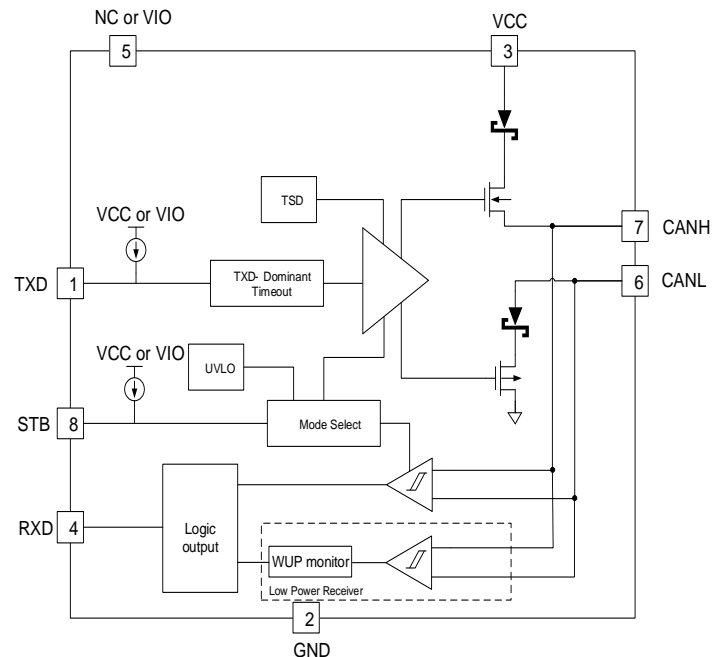 NC or VIO
VCC
5
3
TSD
VCC or VIO
7
CANH
TXD
1
TXD- Dominant
Timeout
6
CANL
VCC or VIO
UVLO
STB
8
Mode Select
RXD
4
Logic
output
WUP monitor
Low Power Receiver
2
GND